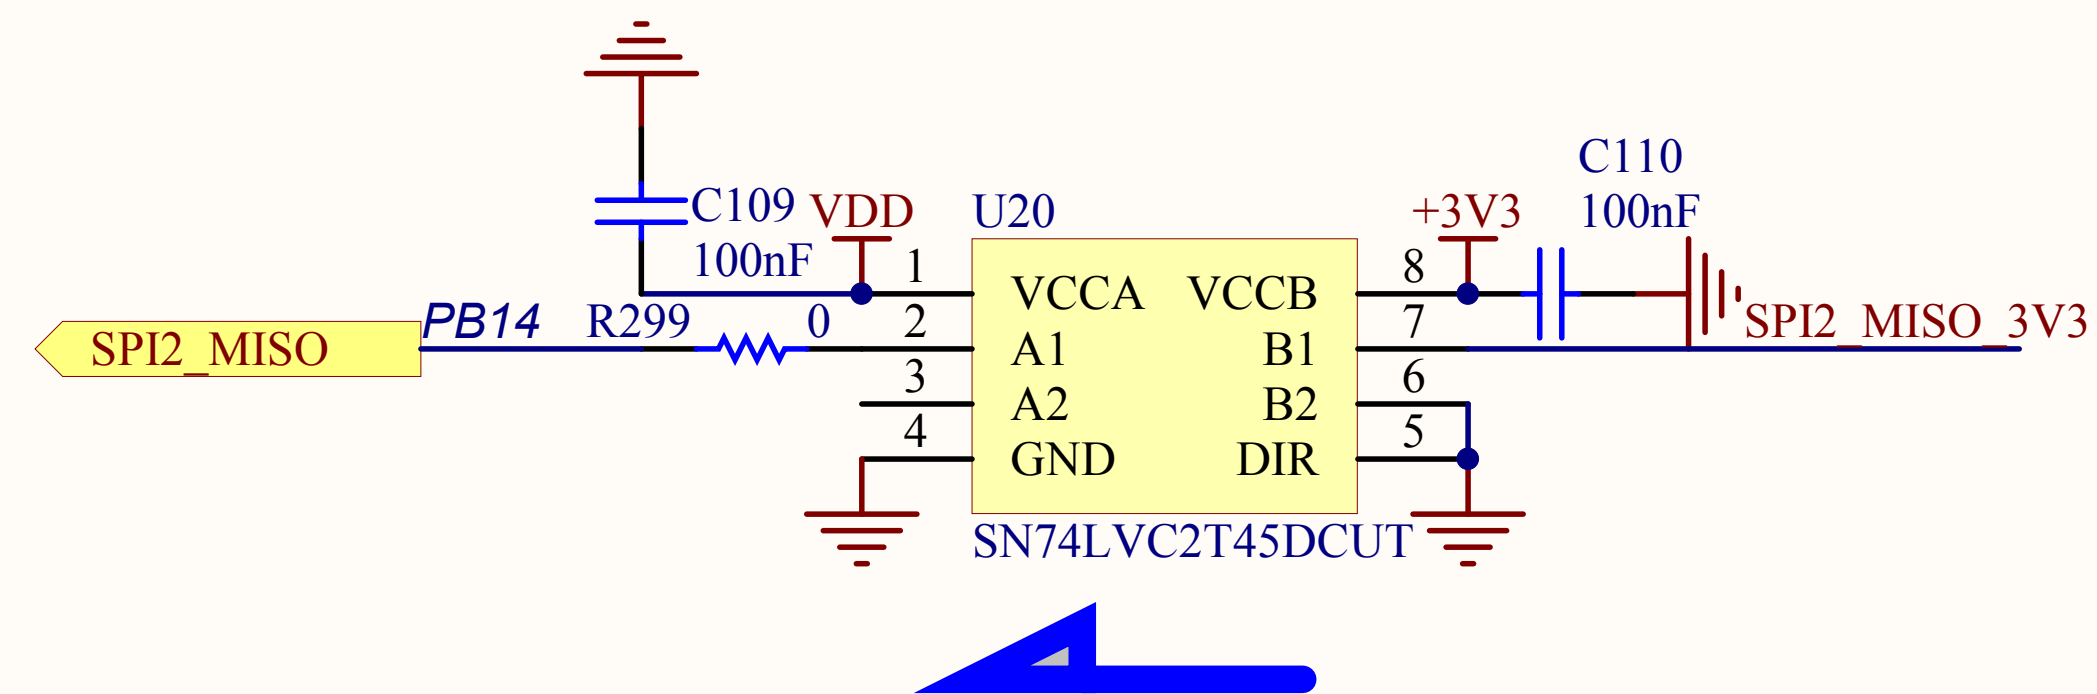 C110
C109 VDD U20 +3V3 100nF
100nF 1 8
VCCA VCCB
PB14 R299 0 2 7 SPI2_MISO_3V3
SPI2_MISO A1 B1
3 6
A2 B2
4 5
GND DIR
SN74LVC2T45DCUT